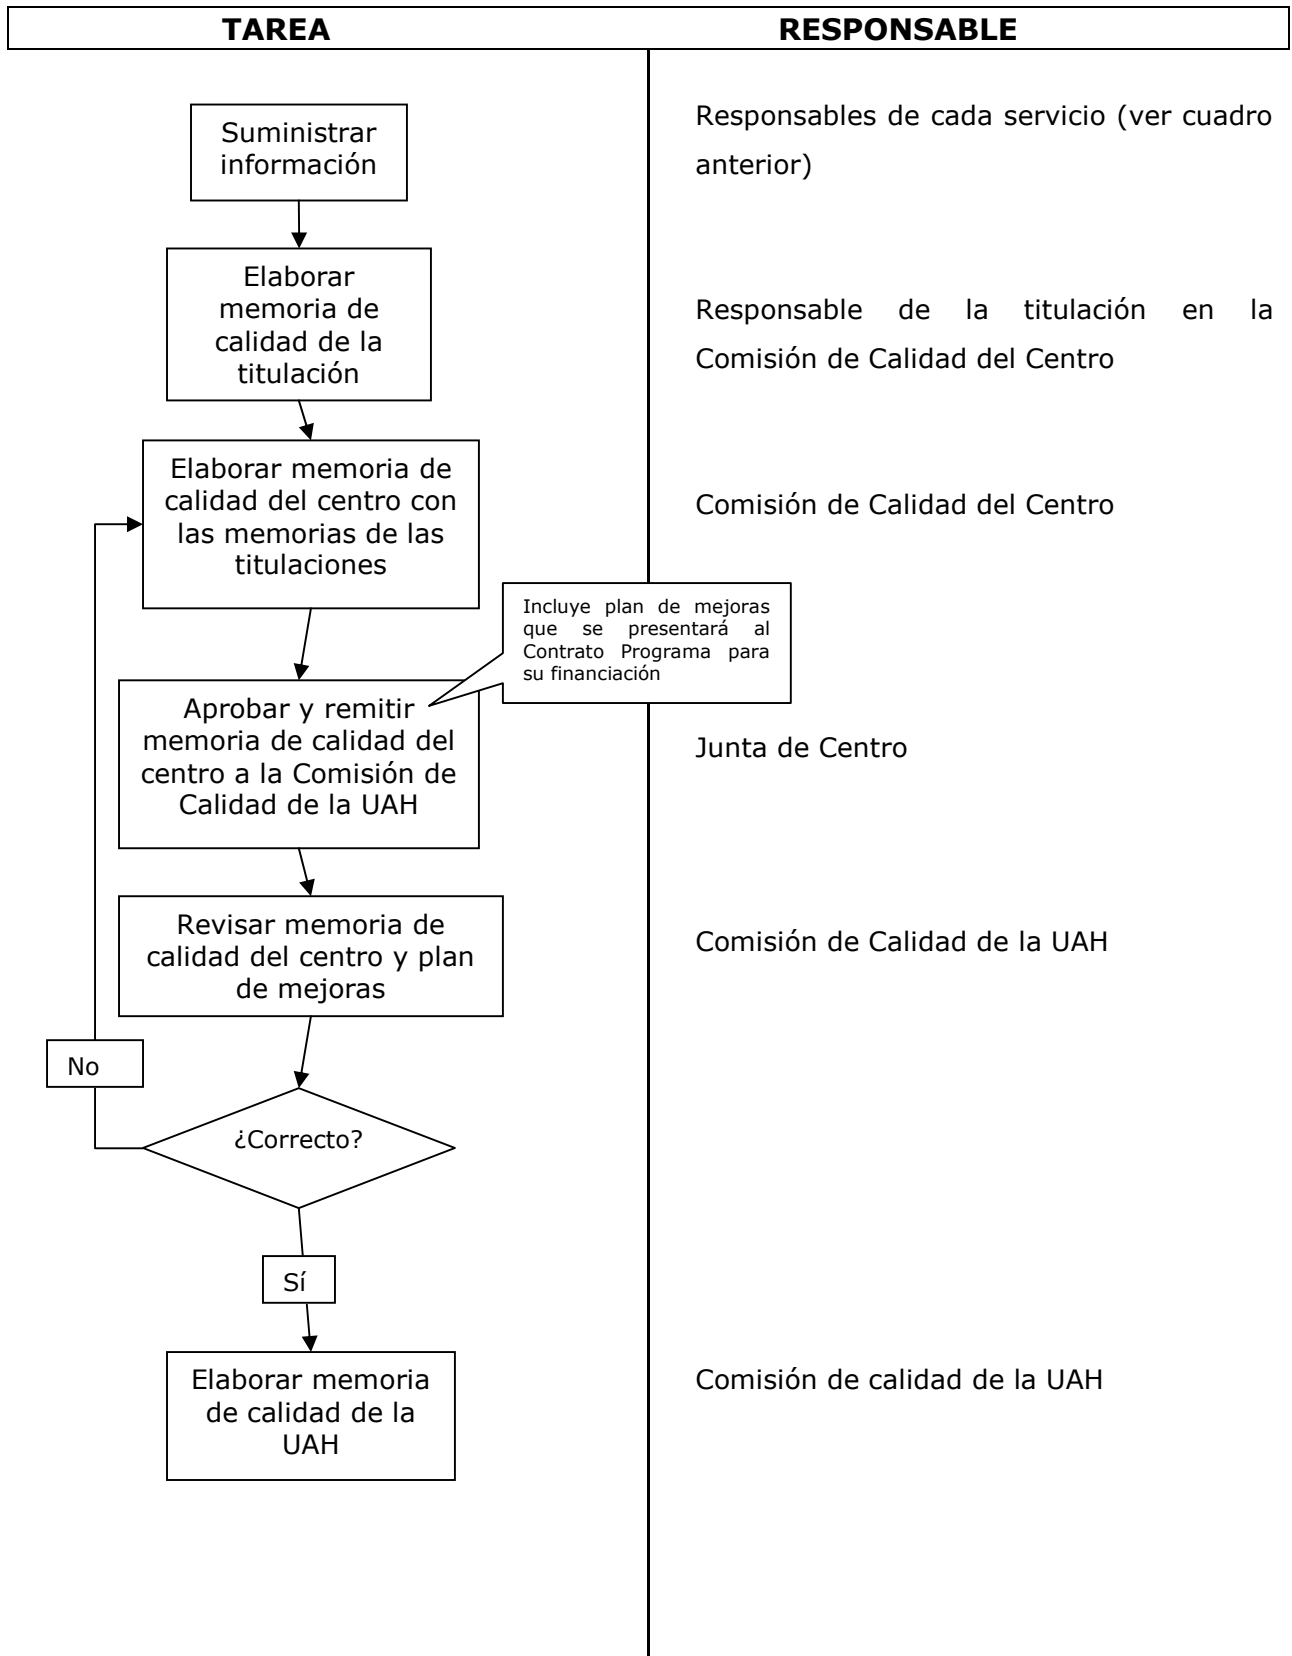 TAREA
RESPONSABLE
Suministrar
información
Responsables de cada servicio (ver cuadro
anterior)
Elaborar
memoria de
calidad de la
titulación
Responsable de la titulación en la
Comisión de Calidad del Centro
Elaborar memoria de
calidad del centro con
las memorias de las
titulaciones
Comisión de Calidad del Centro
Incluye plan de mejoras
que se presentará al
Contrato Programa para
su financiación
Aprobar y remitir
memoria de calidad del
centro a la Comisión de
Calidad de la UAH
Junta de Centro
Revisar memoria de
calidad del centro y plan
de mejoras
Comisión de Calidad de la UAH
No
¿Correcto?
Sí
Elaborar memoria
de calidad de la
UAH
Comisión de calidad de la UAH